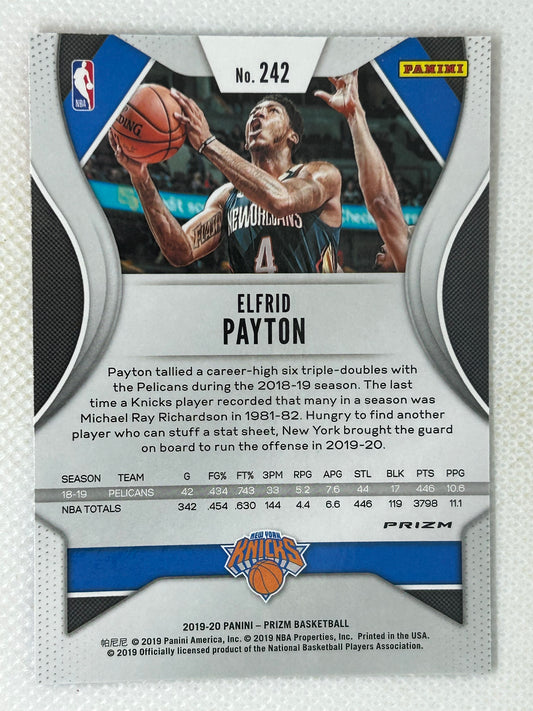 No. 242
PANINI
NBA
DING
NEW ORLEANS
4
ELFRID
PAYTON
Payton tallied a career-high six triple-doubles with
the Pelicans during the 2018-19 season. The last
time a Knicks player recorded that many in a season was
Michael Ray Richardson in 1981-82. Hungry to find another
player who can stuff a stat sheet, New York brought the guard
on board to run the offense in 2019-20.
SEASON TEAM G FG% FT% 3PM RPG APG STL BLK PTS PPG
18-19 PELICANS 42 .434 .743 33 5.2 7.6 44 17 446 10.6
NBA TOTALS 342 .454 .630 144 4.4 6.6 446 119 3798 11.1
PRIZM
NEW YORK
KNICKS
2019-20 PANINI – PRIZM BASKETBALL
帕尼尼 © 2019 Panini America, Inc. © 2019 NBA Properties, Inc. Printed in the USA.
© 2019 Officially licensed product of the National Basketball Players Association.